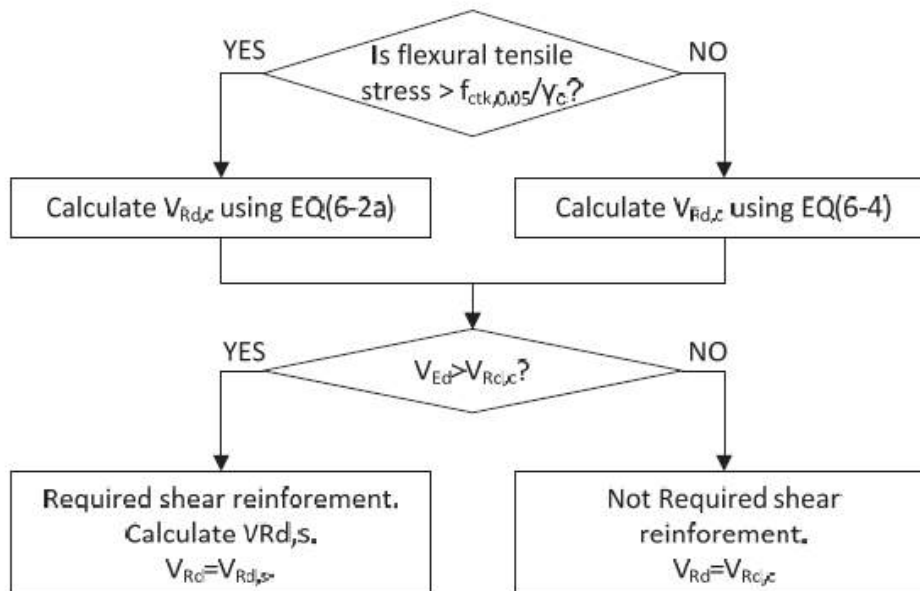 YES
Is flexural tensile
NO
stress > fctk,0.05/γc?
Calculate VRd,c using EQ(6-2a)
Calculate VRd,c using EQ(6-4)
YES
VEd>VRd,c?
NO
Required shear reinforement.
Calculate VRd,s.
VRd=VRd,s.
Not Required shear
reinforement.
VRd=VRd,c